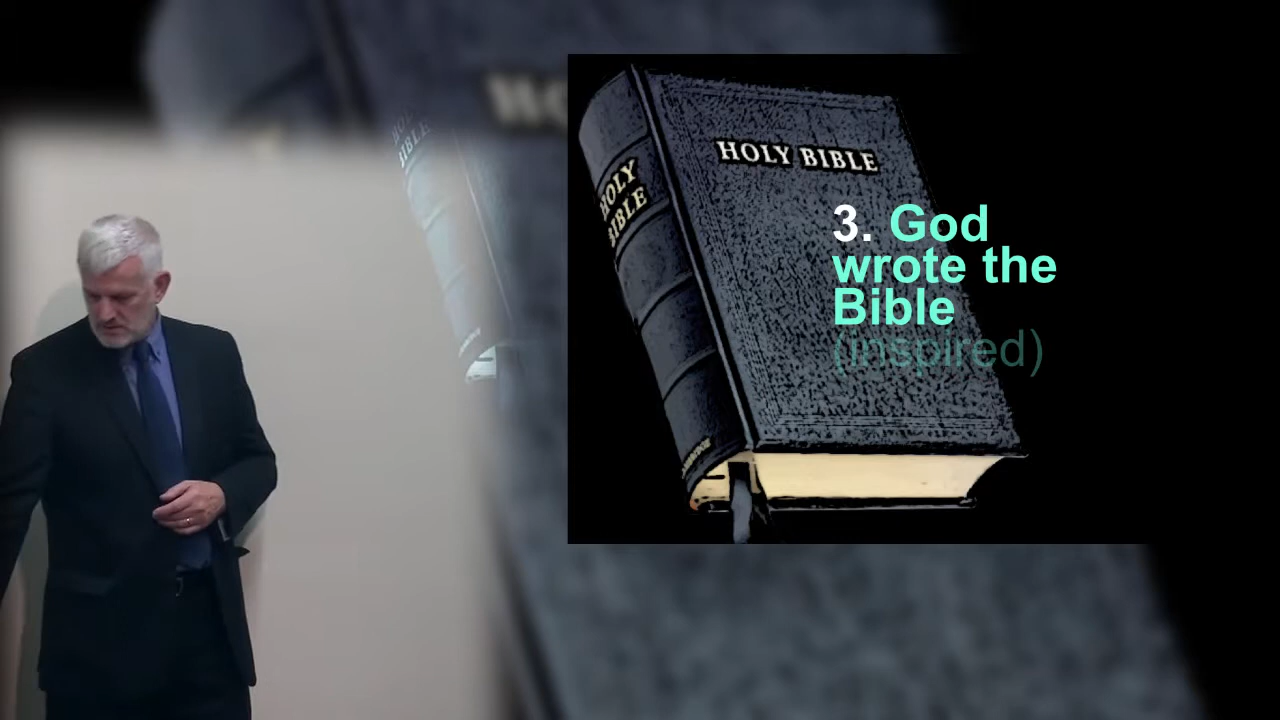 HOLY BIBLE
HOLY
BIBLE
3. God
wrote the
Bible
(inspired)